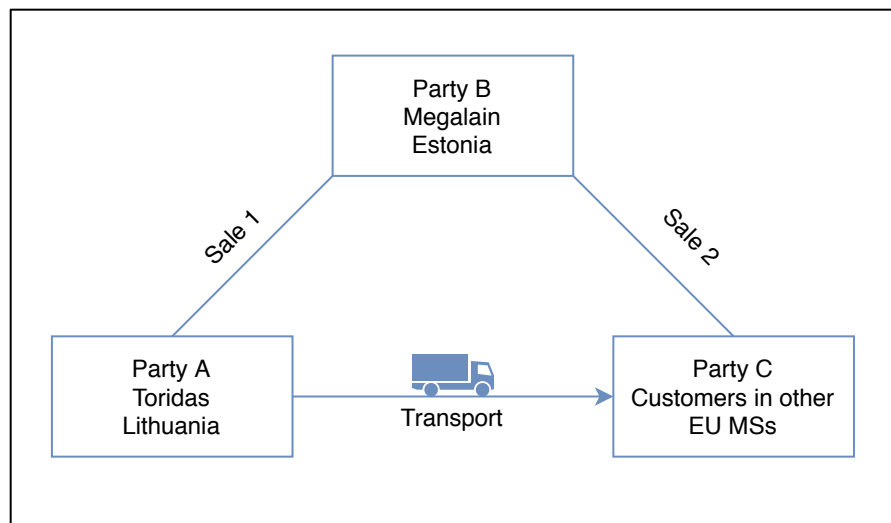 Party B
Megalain
Estonia
Sale 1
Sale 2
Party A
Toridas
Lithuania
Transport
Party C
Customers in other
EU MSs